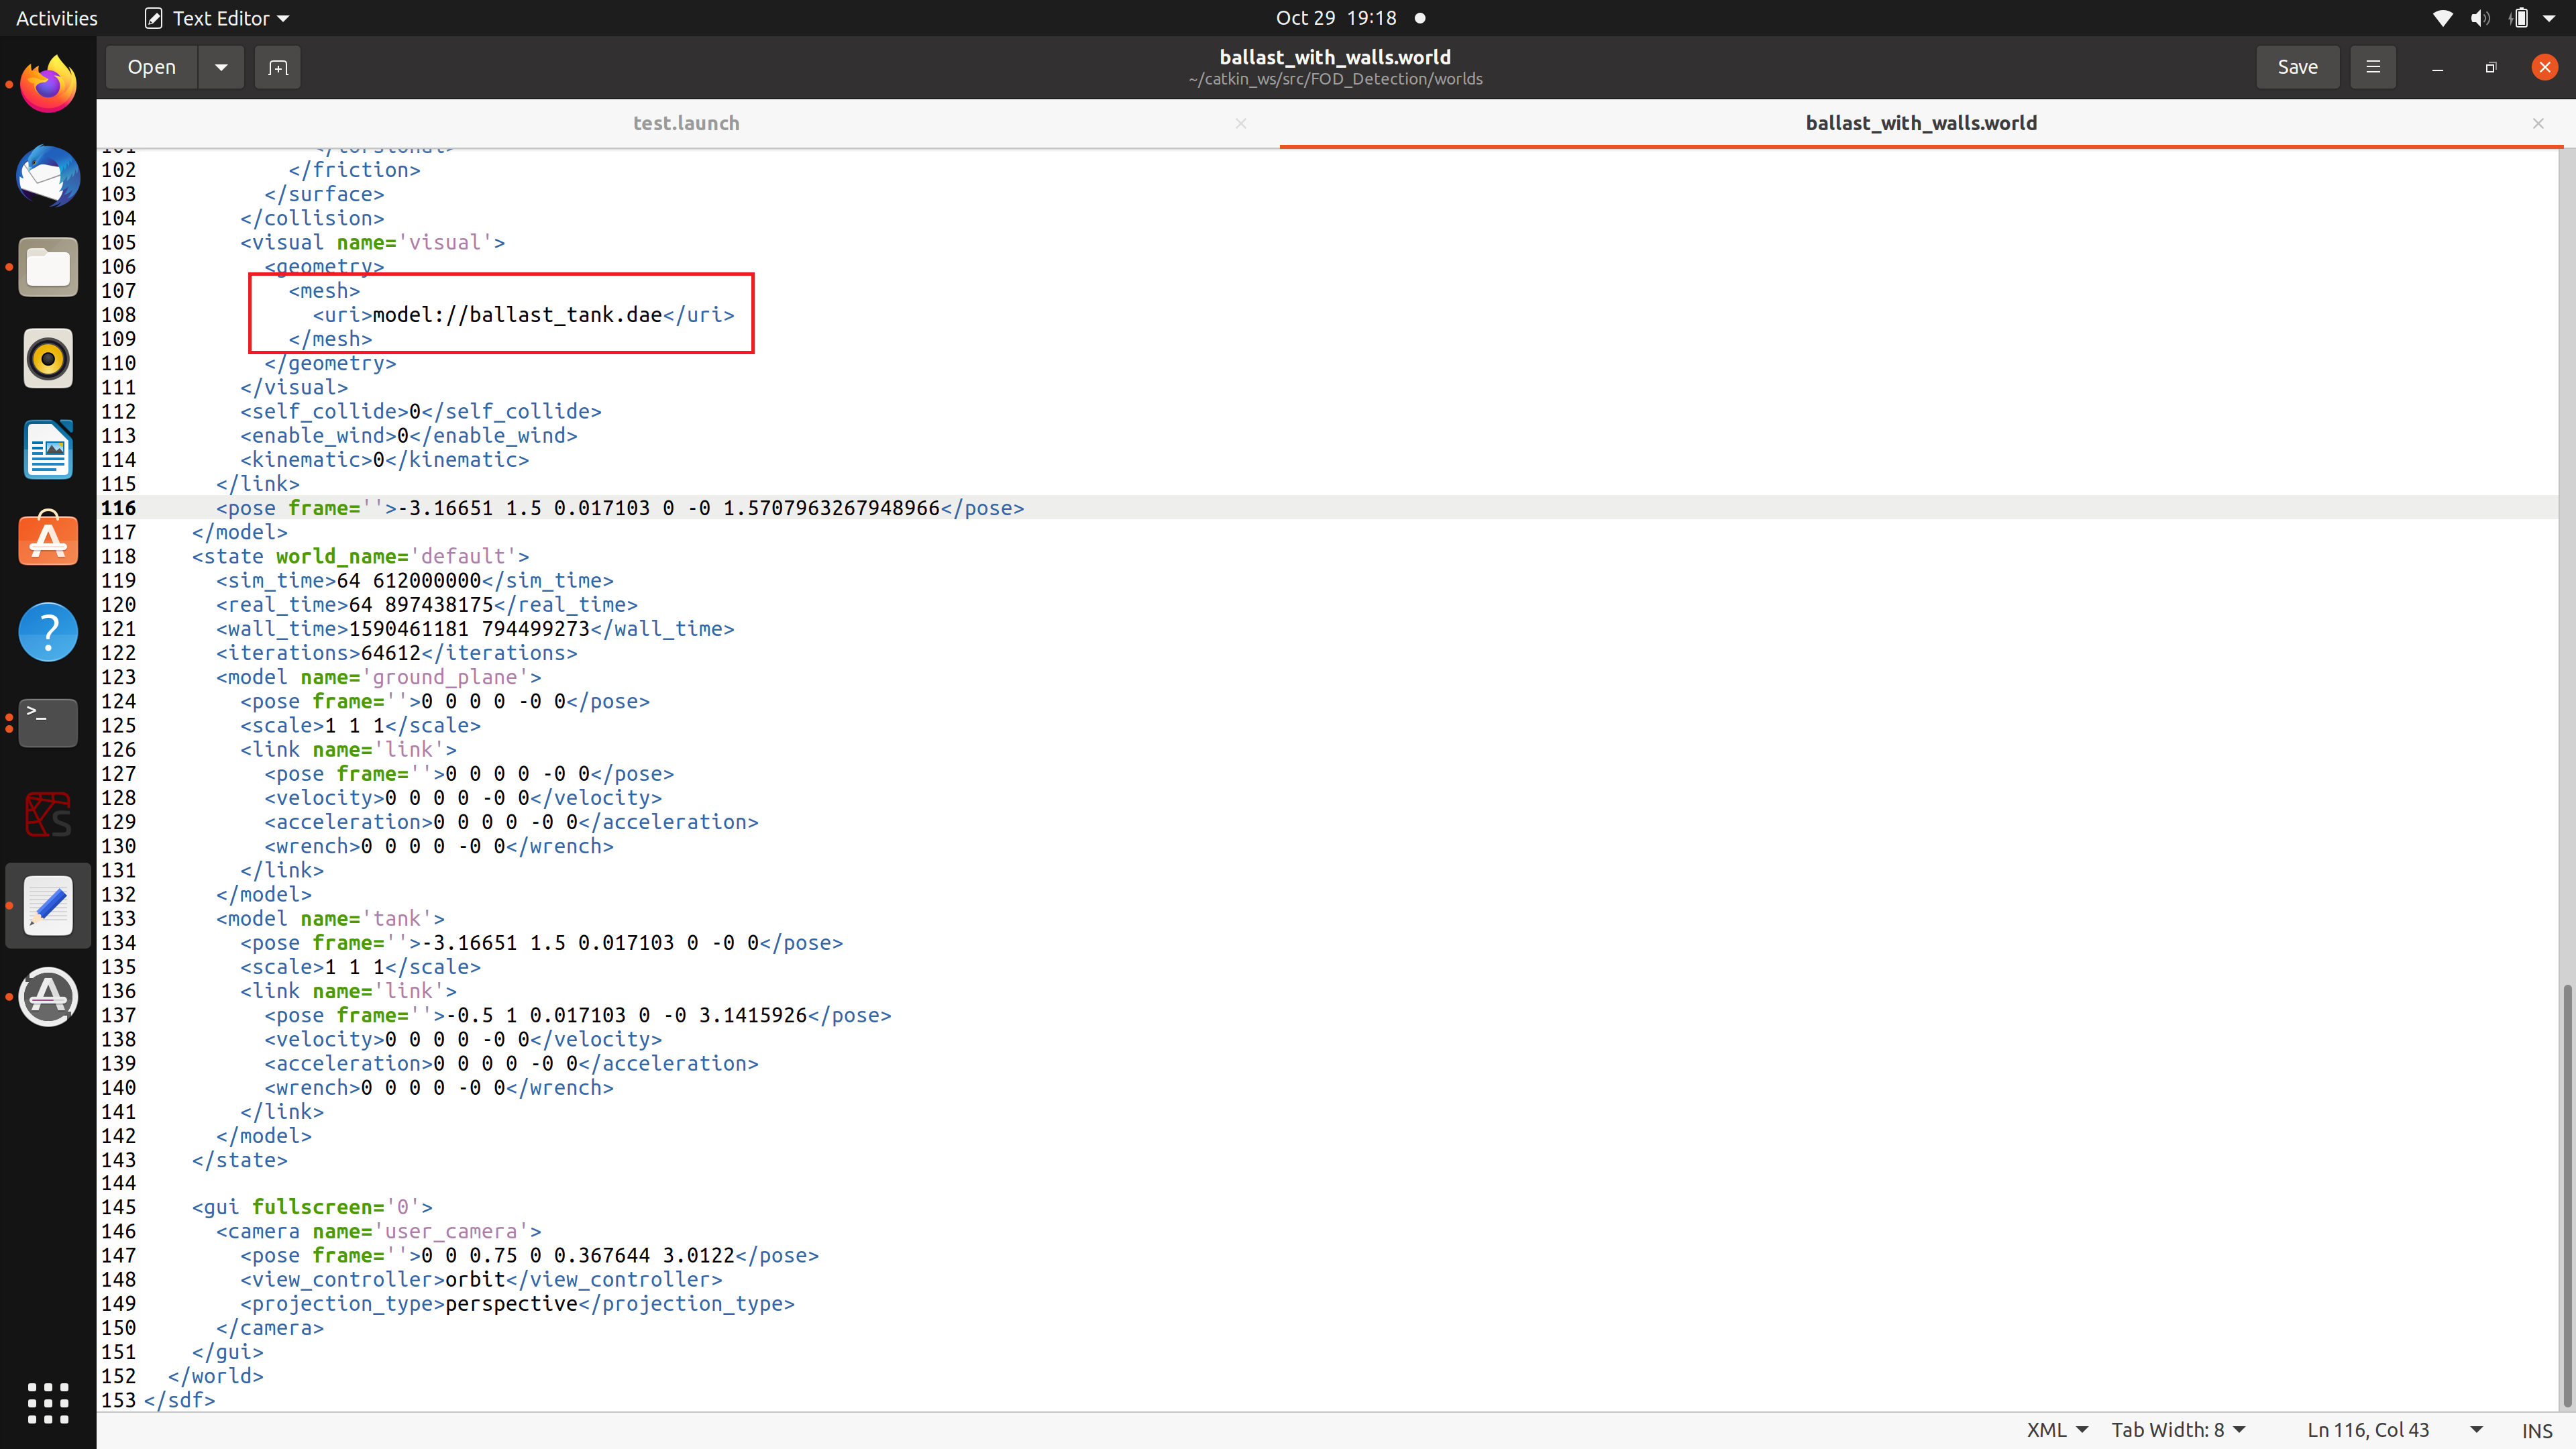 Activities Text Editor Oct 29 19:18
Open ballast_with_walls.world Save
~/catkin_ws/src/FOD_Detection/worlds
test.launch ballast_with_walls.world
101 </torsional>
102 </friction>
103 </surface>
104 </collision>
105 <visual name='visual'>
106 <geometry>
107 <mesh>
108 <uri>model://ballast_tank.dae</uri>
109 </mesh>
110 </geometry>
111 </visual>
112 <self_collide>0</self_collide>
113 <enable_wind>0</enable_wind>
114 <kinematic>0</kinematic>
115 </link>
116 <pose frame=''>-3.16651 1.5 0.017103 0 -0 1.5707963267948966</pose>
117 </model>
118 <state world_name='default'>
119 <sim_time>64 612000000</sim_time>
120 <real_time>64 897438175</real_time>
121 <wall_time>1590461181 794499273</wall_time>
122 <iterations>64612</iterations>
123 <model name='ground_plane'>
124 <pose frame=''>0 0 0 0 -0 0</pose>
125 <scale>1 1 1</scale>
126 <link name='link'>
127 <pose frame=''>0 0 0 0 -0 0</pose>
128 <velocity>0 0 0 0 -0 0</velocity>
129 <acceleration>0 0 0 0 -0 0</acceleration>
130 <wrench>0 0 0 0 -0 0</wrench>
131 </link>
132 </model>
133 <model name='tank'>
134 <pose frame=''>-3.16651 1.5 0.017103 0 -0 0</pose>
135 <scale>1 1 1</scale>
136 <link name='link'>
137 <pose frame=''>-0.5 1 0.017103 0 -0 3.1415926</pose>
138 <velocity>0 0 0 0 -0 0</velocity>
139 <acceleration>0 0 0 0 -0 0</acceleration>
140 <wrench>0 0 0 0 -0 0</wrench>
141 </link>
142 </model>
143 </state>
144
145 <gui fullscreen='0'>
146 <camera name='user_camera'>
147 <pose frame=''>0 0 0.75 0 0.367644 3.0122</pose>
148 <view_controller>orbit</view_controller>
149 <projection_type>perspective</projection_type>
150 </camera>
151 </gui>
152 </world>
153 </sdf>
XML Tab Width: 8 Ln 116, Col 43 INS